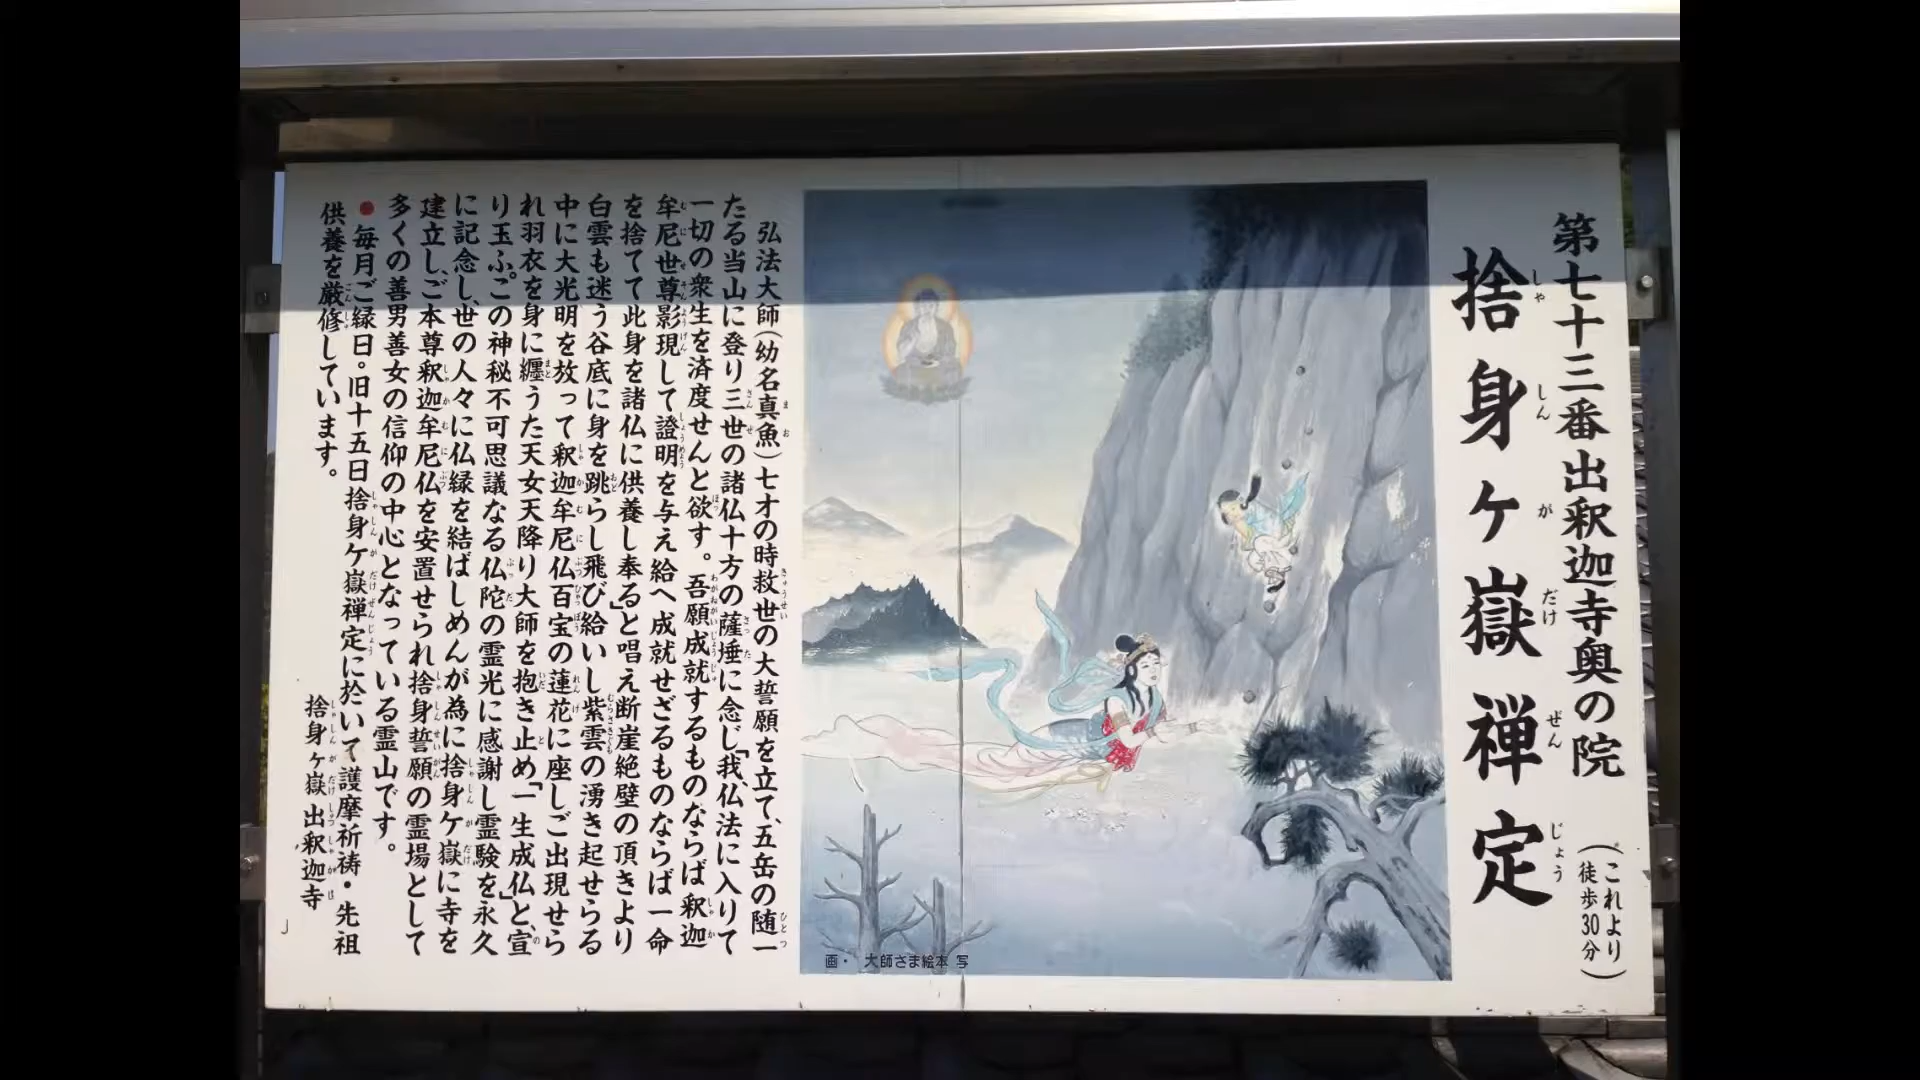 第七十三番出釈迦寺奥の院
(これより
徒歩30分)
捨身ヶ嶽禅定
しゃしんがだけぜんじょう
弘法大師(幼名真魚)七才の時救世の大誓願を立て、五岳の随一
たる当山に登り三世の諸仏十方の薩埵に念じ「我、仏法に入りて
一切の衆生を済度せんと欲す。吾願成就するものならば釈迦
牟尼世尊影現して證明を与え給へ成就せざるものならば一命
を捨てて此身を諸仏に供養し奉る」と唱え断崖絶壁の頂きより
白雲も迷う谷底に身を跳らし飛び給いし紫雲の湧き起せらる
中に大光明を放って釈迦牟尼仏百宝の蓮花に座しご出現せら
れ羽衣を身に纒うた天女天降り大師を抱き止め「一生成仏」と、宣
り玉ふ。この神秘不可思議なる仏陀の霊光に感謝し霊験を永久
に記念し、世の人々に仏縁を結ばしめんが為に捨身ヶ嶽に寺を
建立し、ご本尊釈迦牟尼仏を安置せられ捨身誓願の霊場として
多くの善男善女の信仰の中心となっている霊山です。
●毎月ご縁日。旧十五日捨身ヶ嶽禅定に於いて護摩祈祷・先祖
供養を厳修しています。
捨身ヶ嶽出釈迦寺
画・大師さま絵本 写